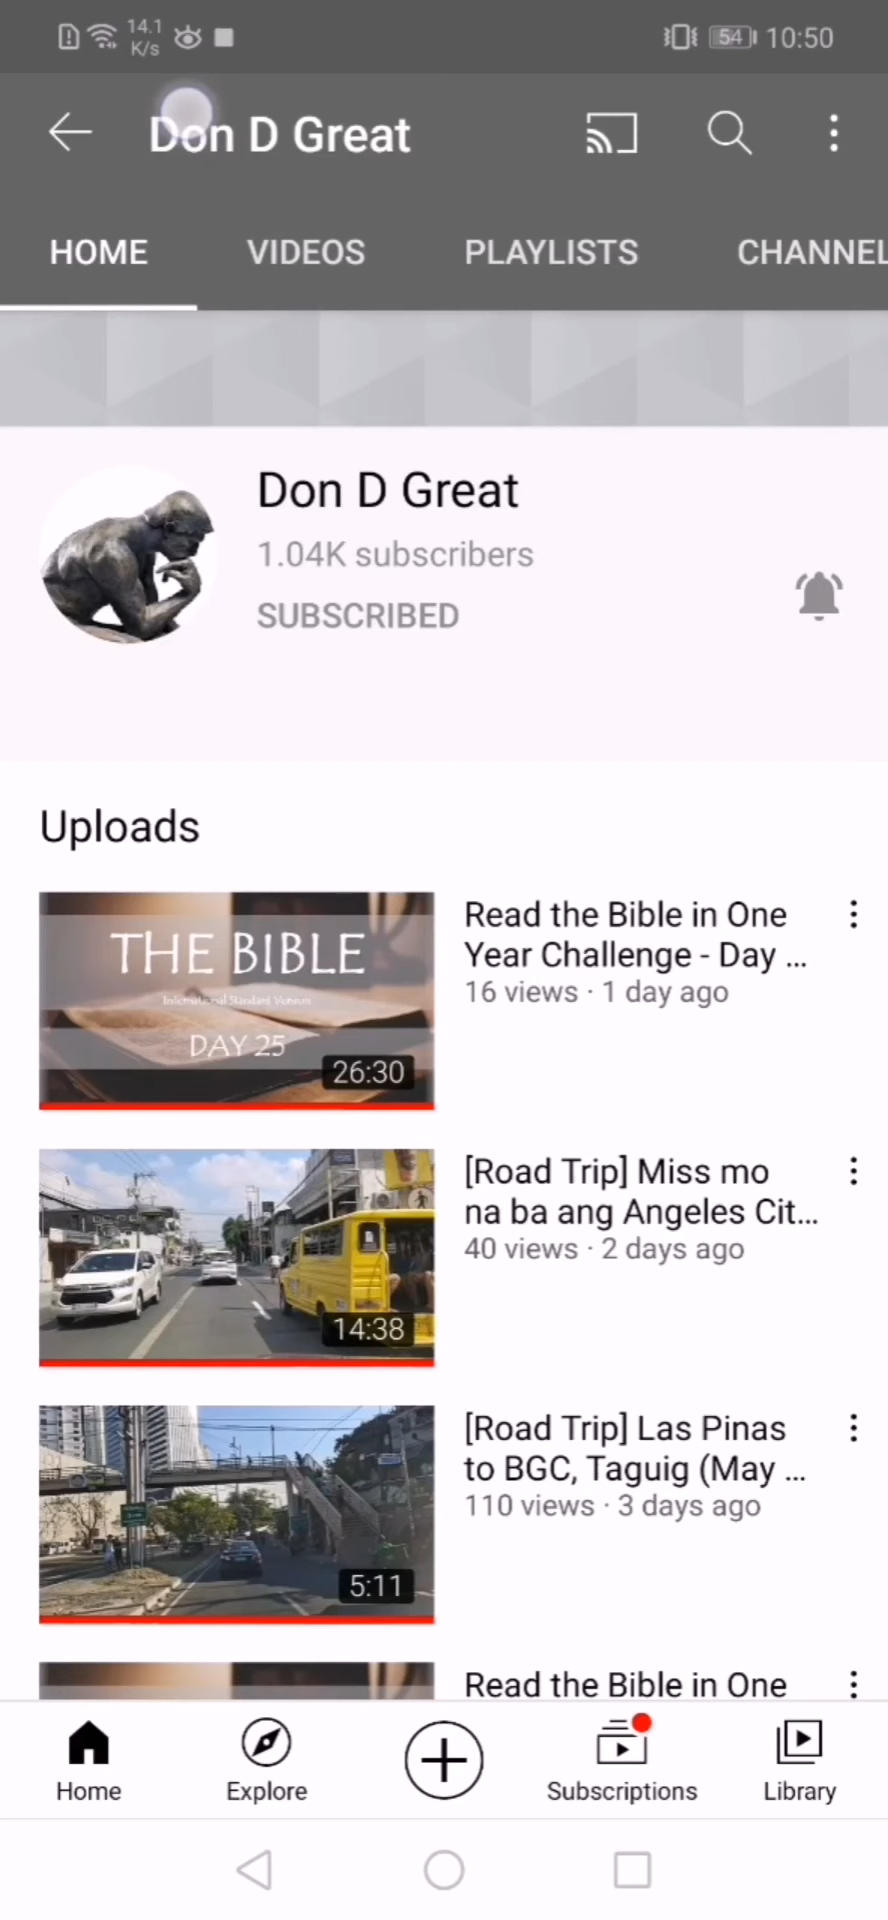 14.1
K/s
54
10:50
Don D Great
HOME
VIDEOS
PLAYLISTS
CHANNEL
Don D Great
1.04K subscribers
SUBSCRIBED
Uploads
THE BIBLE
International Standard Version
DAY 25
26:30
Read the Bible in One
Year Challenge - Day ...
16 views · 1 day ago
14:38
[Road Trip] Miss mo
na ba ang Angeles Cit...
40 views · 2 days ago
5:11
[Road Trip] Las Pinas
to BGC, Taguig (May ...
110 views · 3 days ago
Read the Bible in One
Home
Explore
Subscriptions
Library